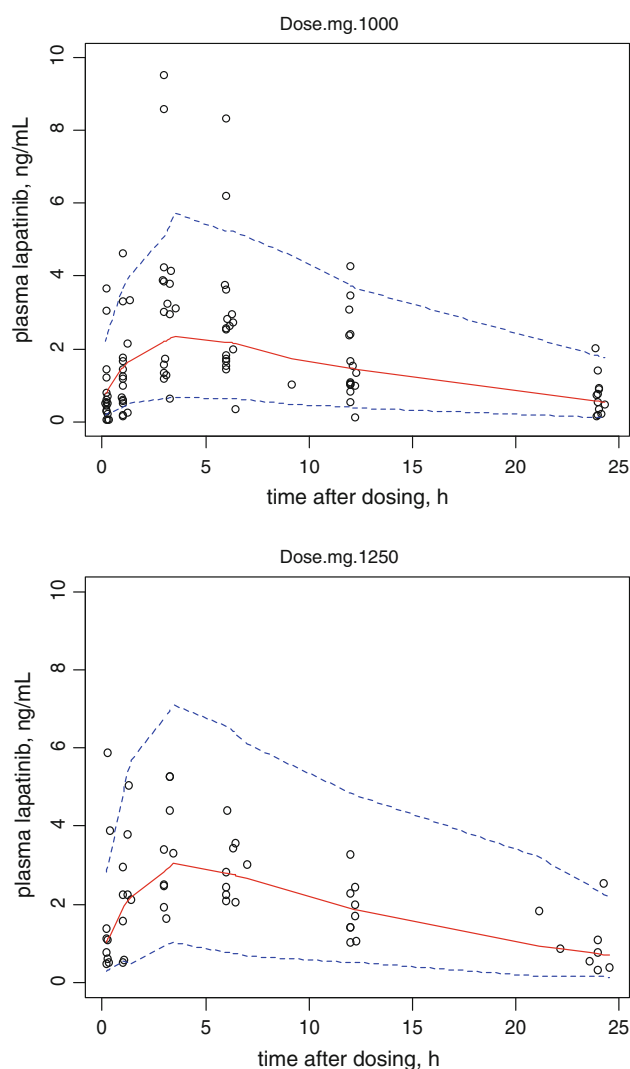 Dose.mg.1000
plasma lapatinib, ng/mL
10
8
6
4
2
0
0 5 10 15 20 25
time after dosing, h
Dose.mg.1250
plasma lapatinib, ng/mL
10
8
6
4
2
0
0 5 10 15 20 25
time after dosing, h